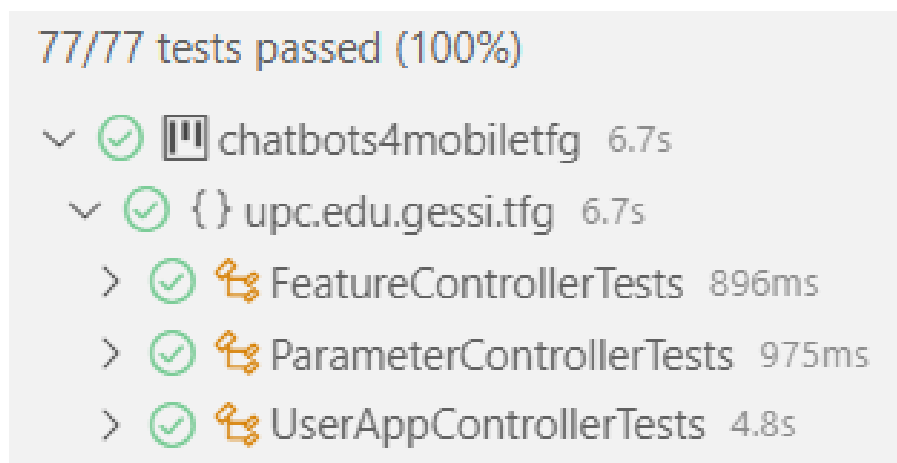 77/77 tests passed (100%)
chatbots4mobiletfg 6.7s
{} upc.edu.gessi.tfg 6.7s
FeatureControllerTests 896ms
ParameterControllerTests 975ms
UserAppControllerTests 4.8s